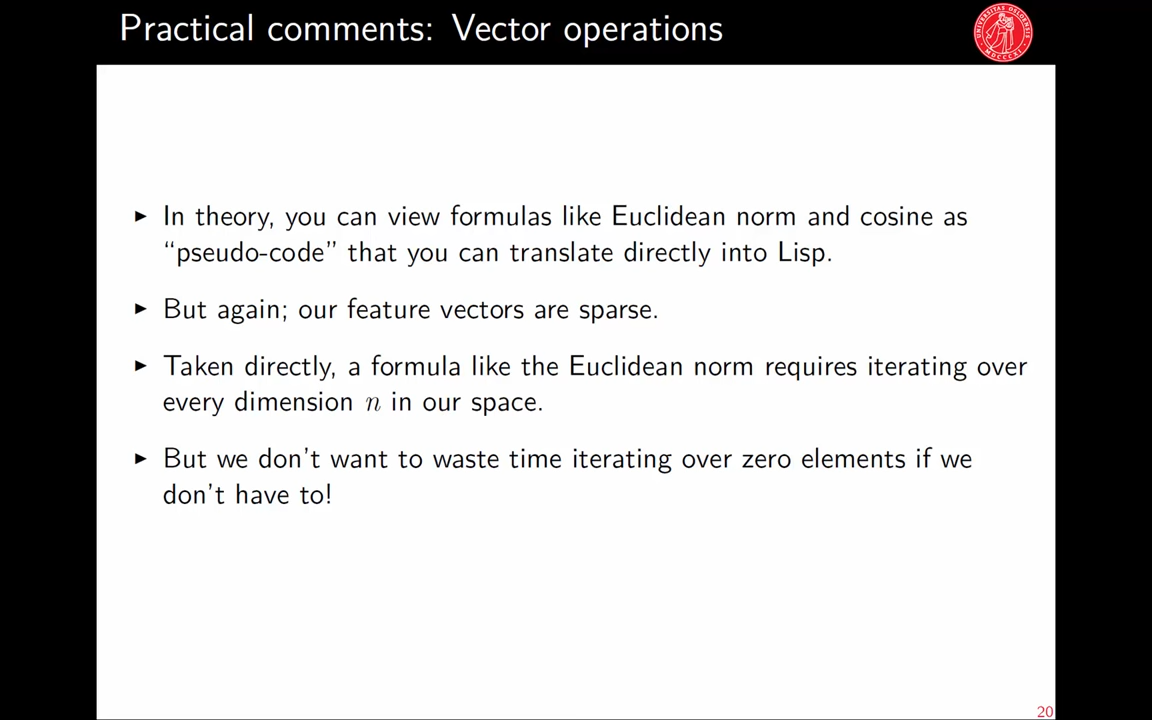 Practical comments: Vector operations
UNIVERSITAS OSLOENSIS
MDCCCXI
► In theory, you can view formulas like Euclidean norm and cosine as
“pseudo-code” that you can translate directly into Lisp.
► But again; our feature vectors are sparse.
► Taken directly, a formula like the Euclidean norm requires iterating over
every dimension n in our space.
► But we don’t want to waste time iterating over zero elements if we
don’t have to!
20